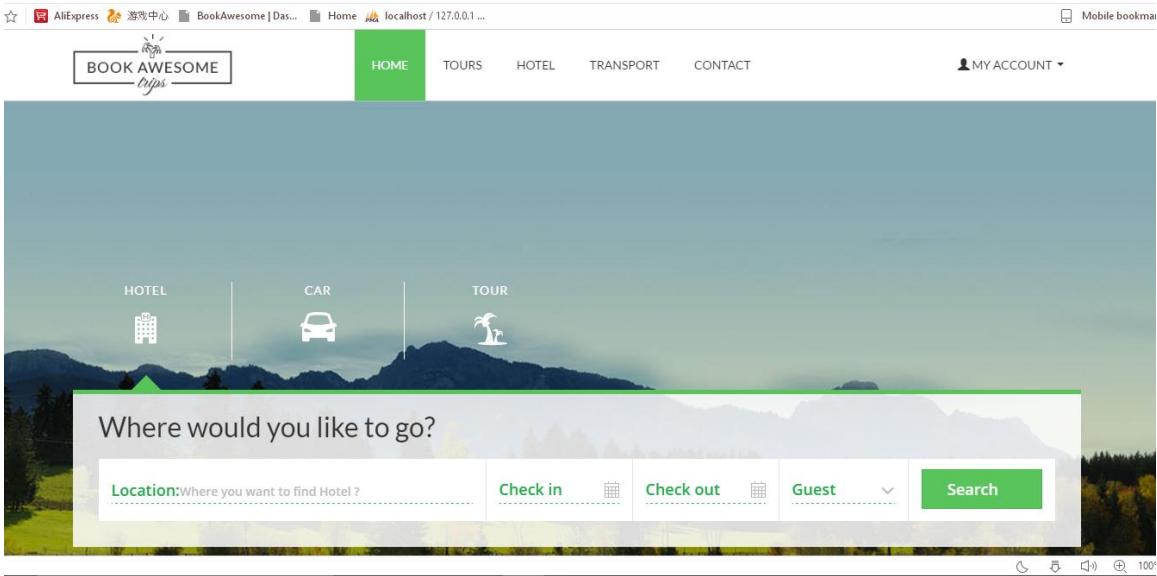 AliExpress 游戏中心 BookAwesome | Das... Home localhost / 127.0.0.1 ... Mobile bookmar
BOOK AWESOME
trips
HOME TOURS HOTEL TRANSPORT CONTACT MY ACCOUNT
HOTEL CAR TOUR
Where would you like to go?
Location: Where you want to find Hotel ? Check in Check out Guest Search
100%